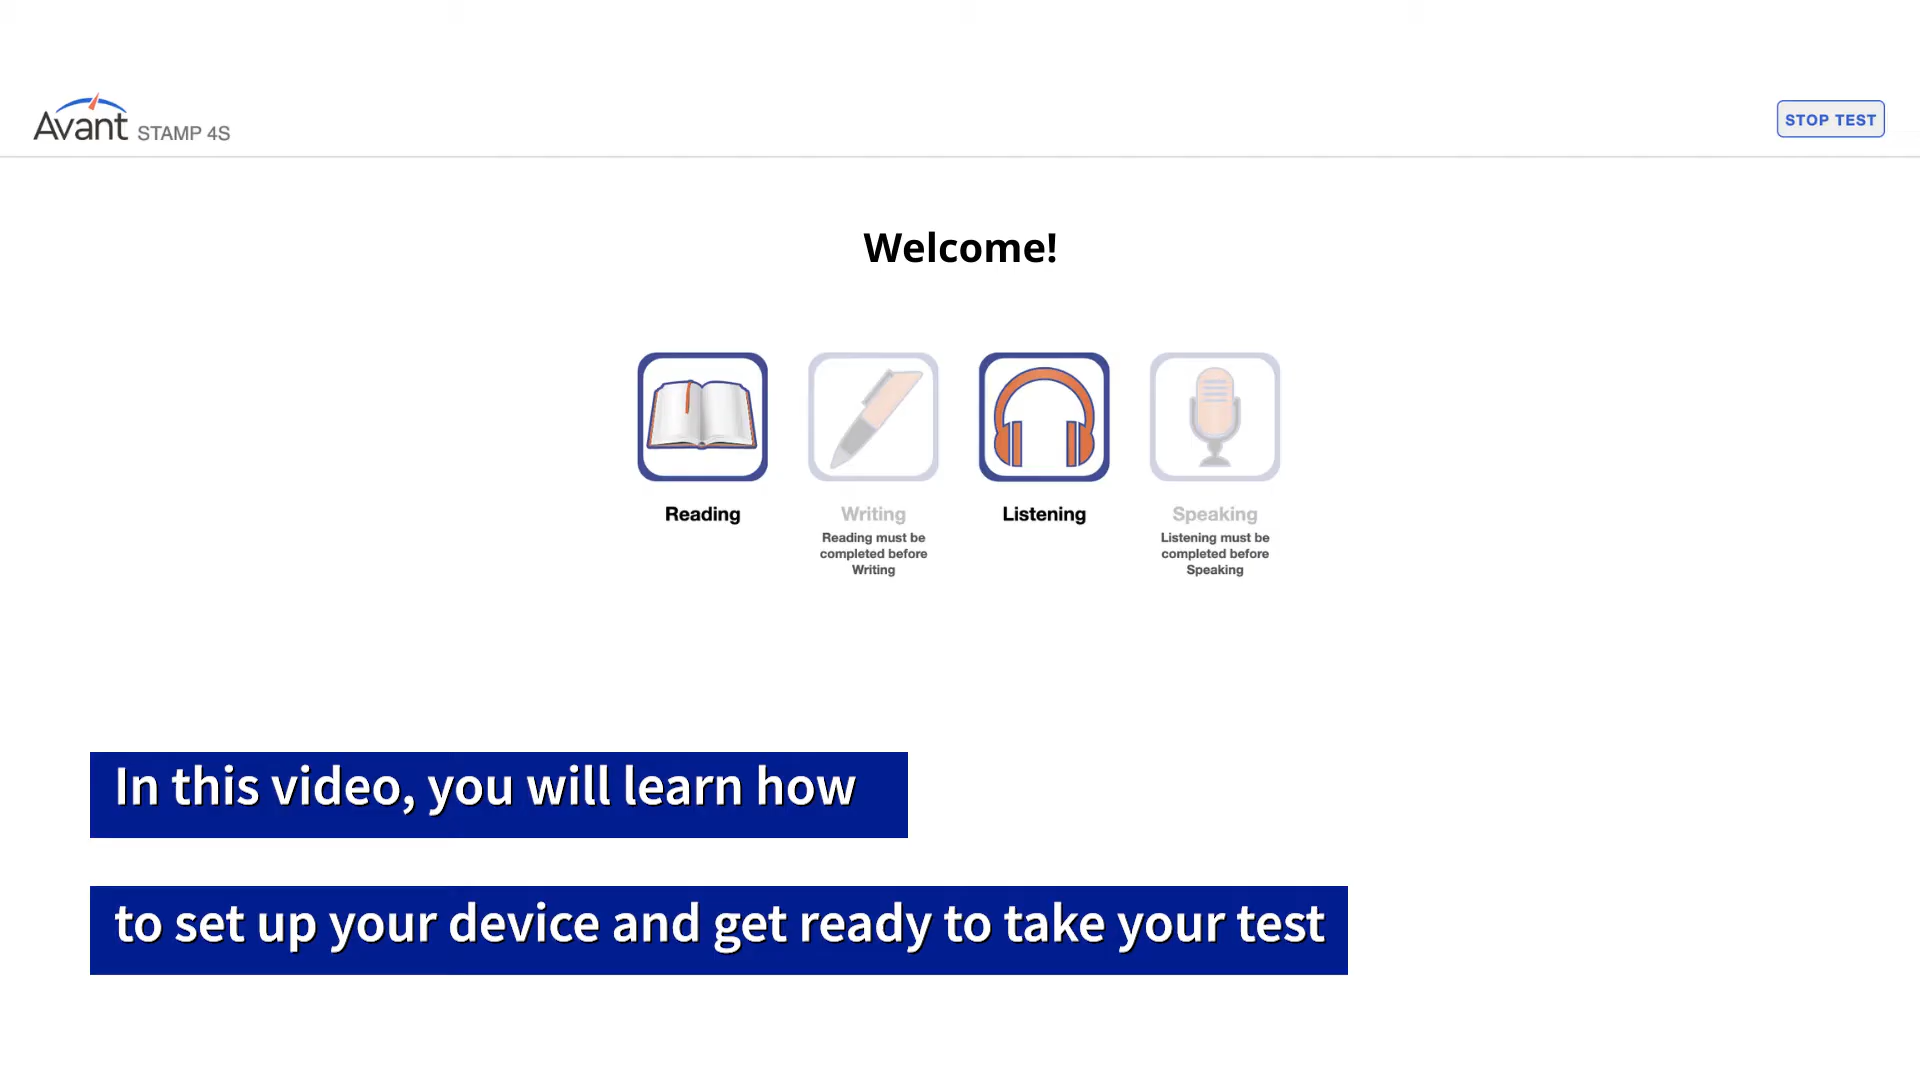 Avant STAMP 4S
STOP TEST
Welcome!
Reading
Writing
Reading must be
completed before
Writing
Listening
Speaking
Listening must be
completed before
Speaking
In this video, you will learn how
to set up your device and get ready to take your test